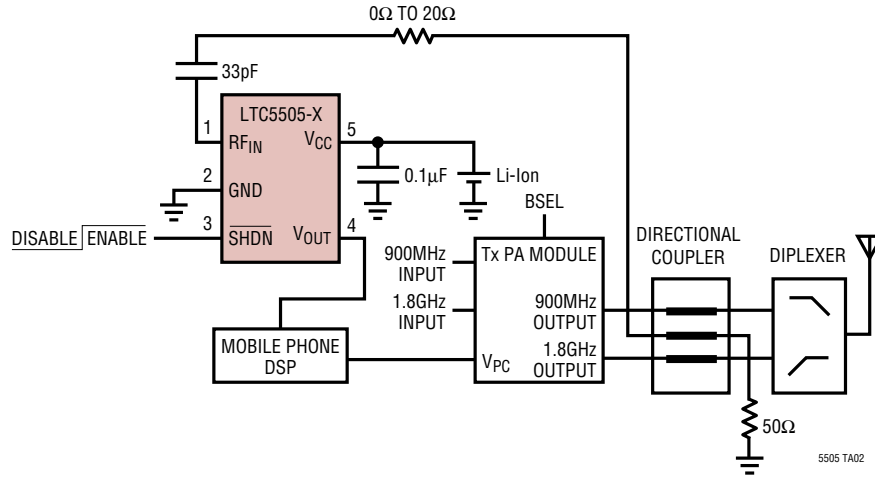 0Ω TO 20Ω
33pF
LTC5505-X
1
RFIN
VCC
5
2
GND
0.1µF
Li-Ion
3
SHDN
VOUT
4
DISABLE ENABLE
BSEL
900MHz
INPUT
1.8GHz
INPUT
Tx PA MODULE
900MHz
OUTPUT
1.8GHz
OUTPUT
VPC
DIRECTIONAL
COUPLER
DIPLEXER
MOBILE PHONE
DSP
50Ω
5505 TA02